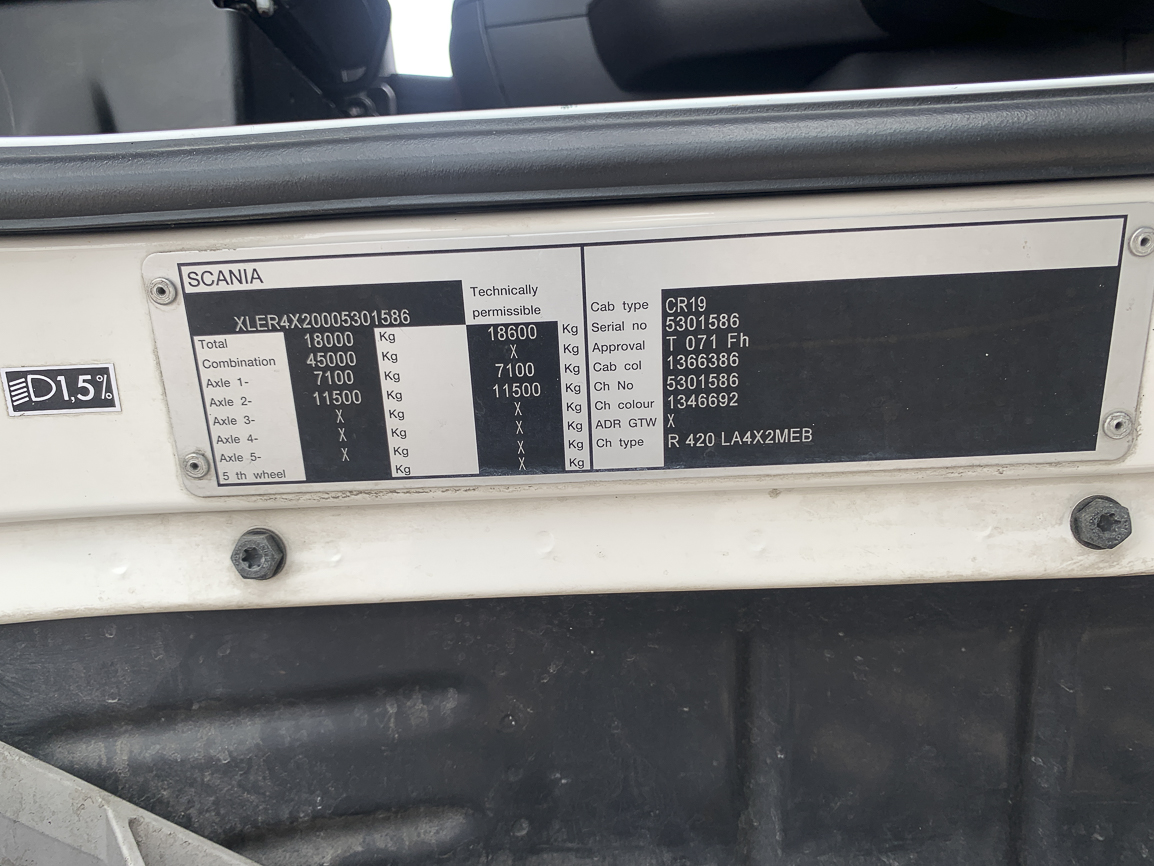 SCANIA
XLER4X20005301586
Technically
permissible
Total 18000 Kg 18600 Kg
Combination 45000 Kg X Kg
Axle 1- 7100 Kg 7100 Kg
Axle 2- 11500 Kg 11500 Kg
Axle 3- X Kg X Kg
Axle 4- X Kg X Kg
Axle 5- X Kg X Kg
5 th wheel Kg X Kg
Cab type CR19
Serial no 5301586
Approval T 071 Fh
Cab col 1366386
Ch No 5301586
Ch colour 1346692
ADR GTW X
Ch type R 420 LA4X2MEB
1,5%